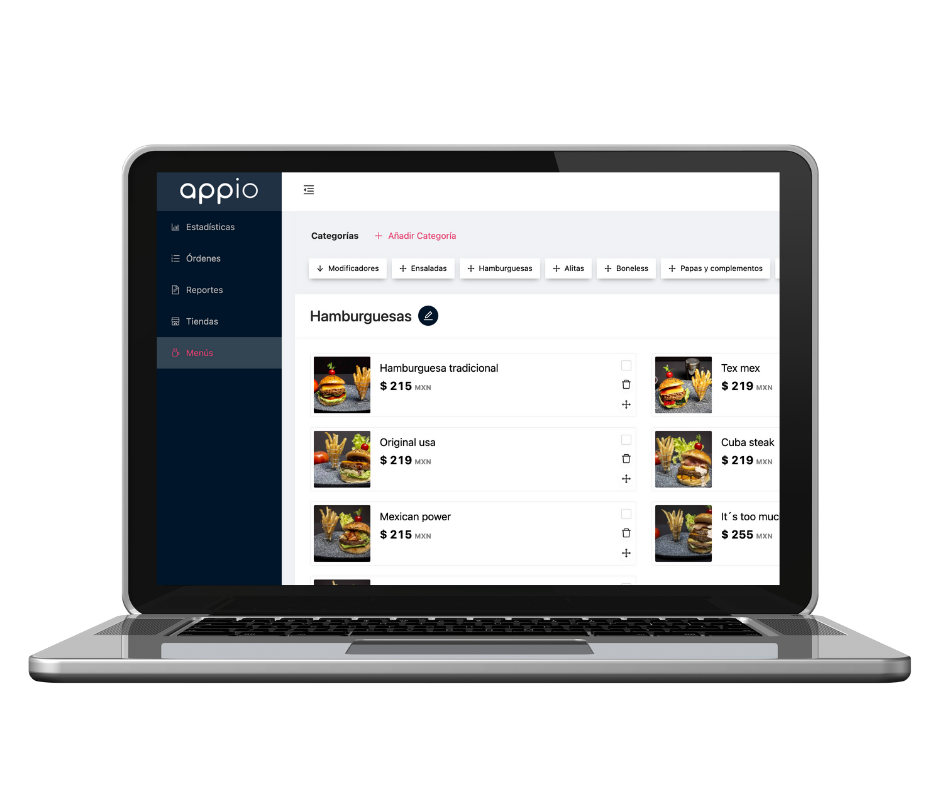 appio
Estadísticas
Órdenes
Reportes
Tiendas
Menús
Categorías + Añadir Categoría
Modificadores Ensaladas Hamburguesas Alitas Boneless Papas y complementos
Hamburguesas
Hamburguesa tradicional
$ 215 MXN
Tex mex
$ 219 MXN
Original usa
$ 219 MXN
Cuba steak
$ 219 MXN
Mexican power
$ 215 MXN
It´s too muc
$ 255 MXN